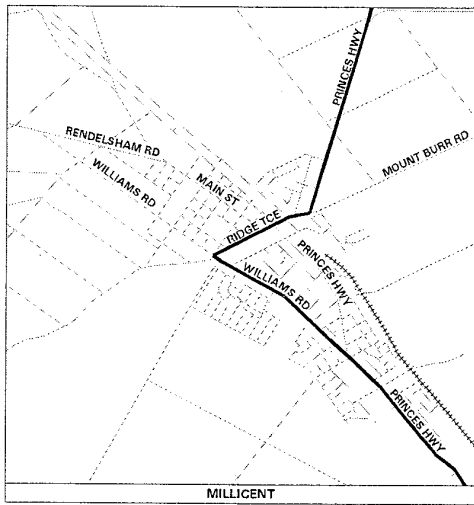 PRINCES HWY
RENDELSHAM RD
WILLIAMS RD
MAIN ST
MOUNT BURR RD
RIDGE TCE
PRINCES HWY
WILLIAMS RD
PRINCES HWY
MILLICENT